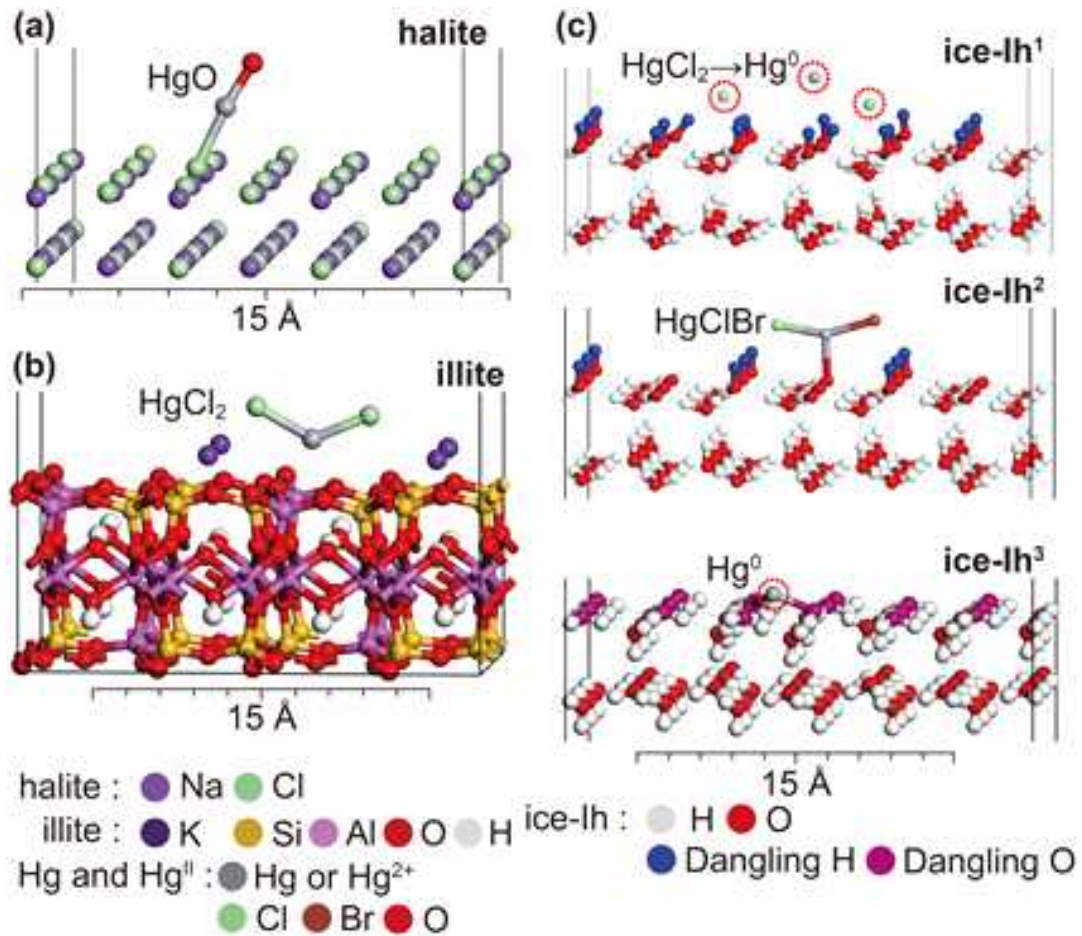 (a)
halite
HgO
15 Å
(b)
illite
HgCl₂
15 Å
(c)
ice-Ih¹
HgCl₂→Hg⁰
ice-Ih²
HgClBr
ice-Ih³
Hg⁰
15 Å
halite : Na Cl
illite : K Si Al O H
Hg and Hgᴵᴵ : Hg or Hg²⁺
Cl Br O
ice-Ih : H O
Dangling H Dangling O